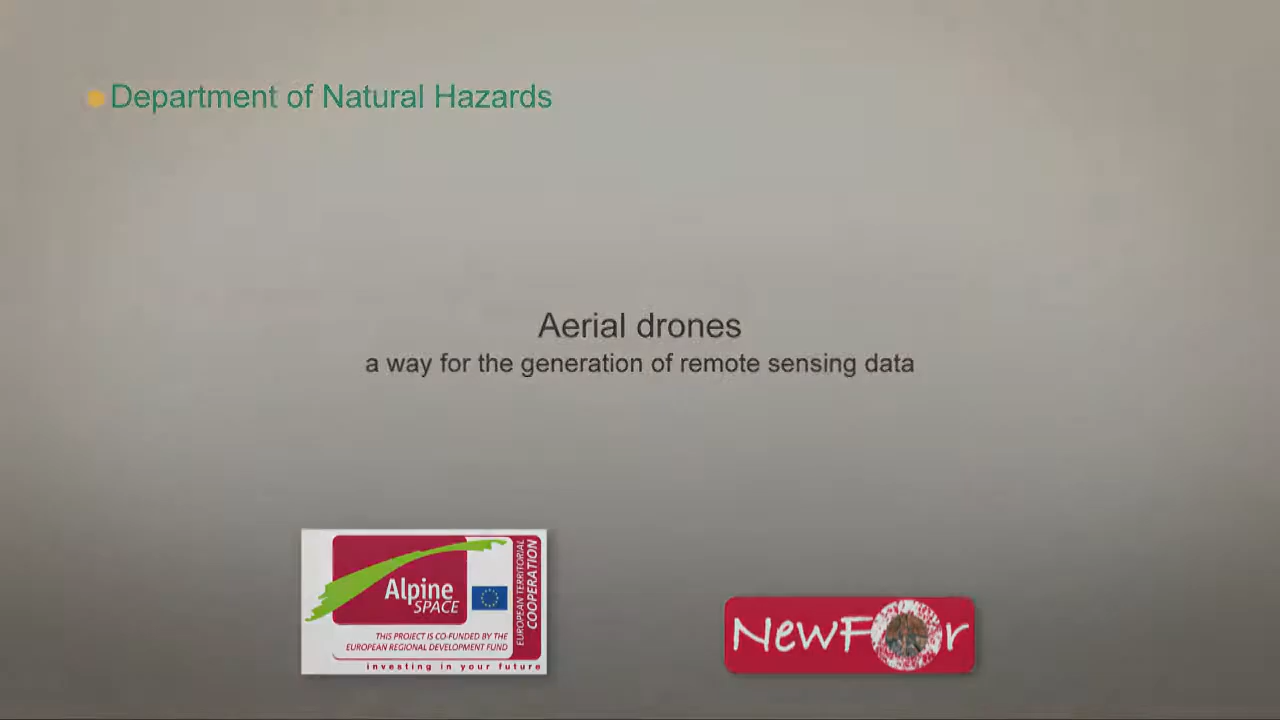 Department of Natural Hazards
Aerial drones
a way for the generation of remote sensing data
Alpine
SPACE
EUROPEAN TERRITORIAL
COOPERATION
THIS PROJECT IS CO-FUNDED BY THE
EUROPEAN REGIONAL DEVELOPMENT FUND
investing in your future
NewFor